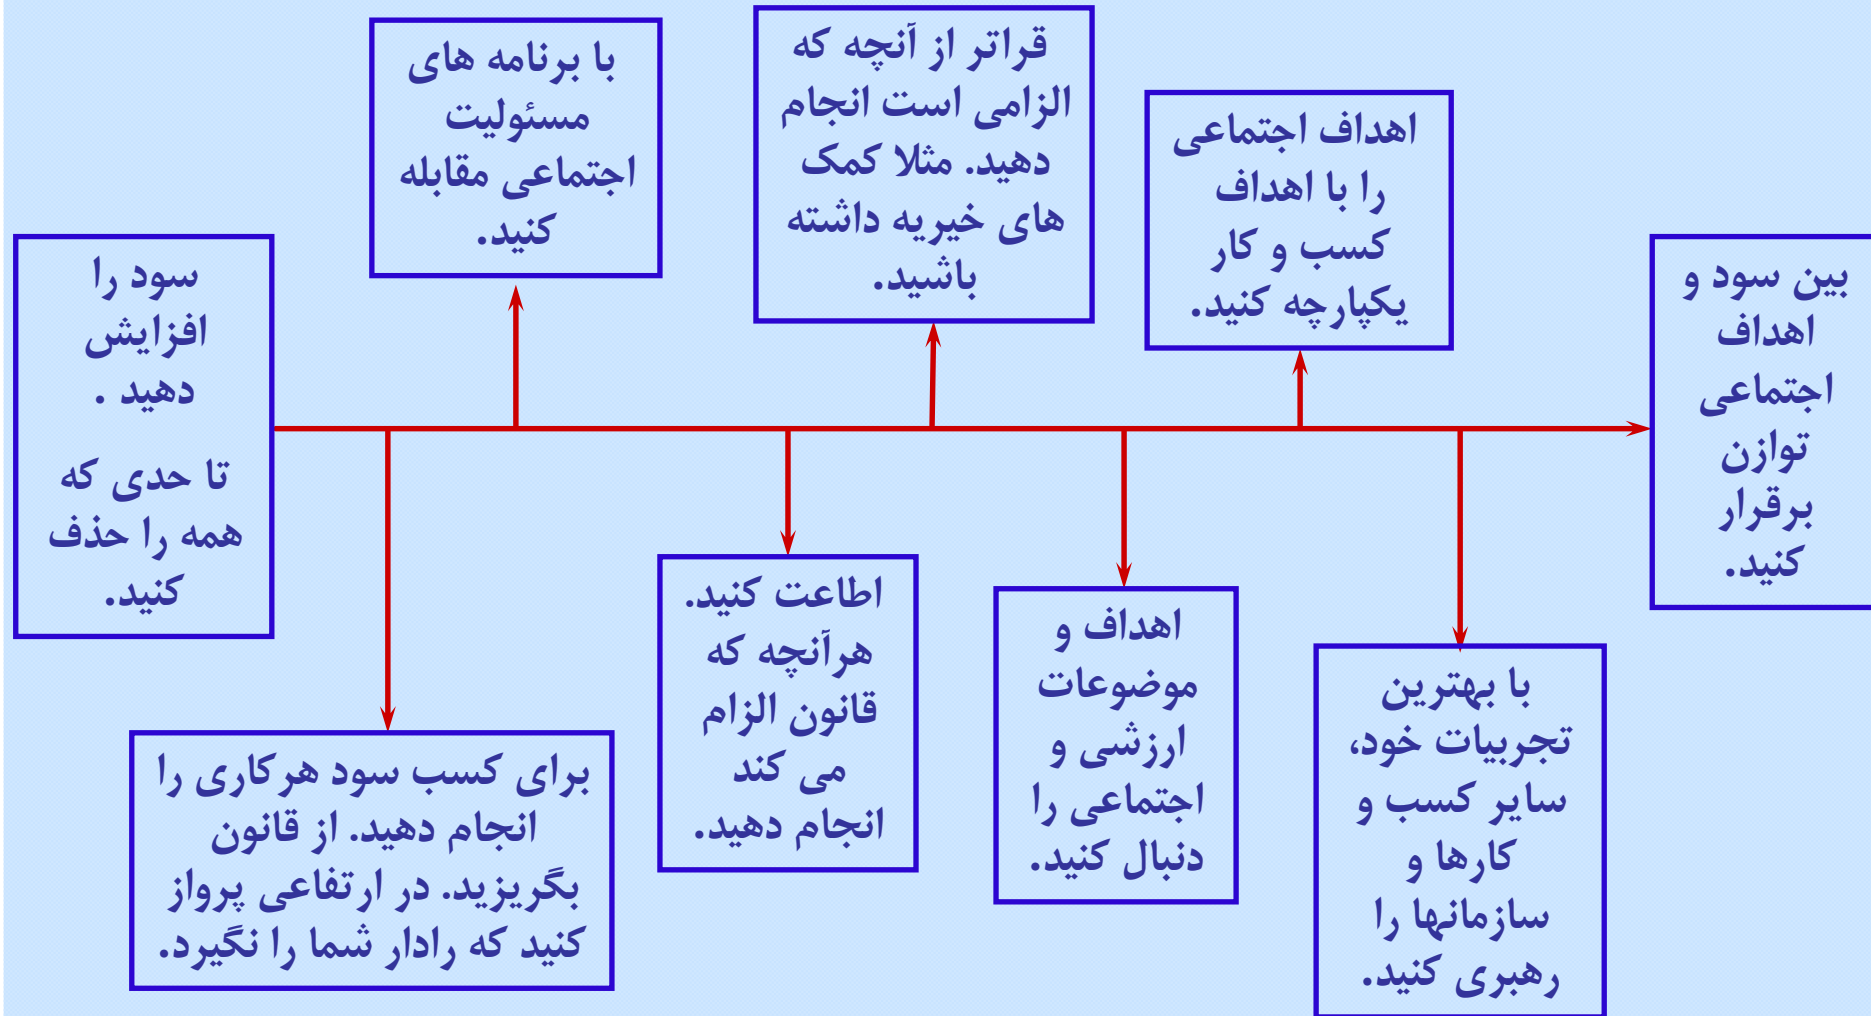 سود را
افزایش
دهید .
تا حدی که
همه را حذف
کنید.
برای کسب سود هرکاری را
انجام دهید. از قانون
بگریزید. در ارتفاعی پرواز
کنید که رادار شما را نگیرد.
با برنامه های
مسئولیت
اجتماعی مقابله
کنید.
اطاعت کنید.
هرآنچه که
قانون الزام
می کند
انجام دهید.
قراتر از آنچه که
الزامی است انجام
دهید. مثلا کمک
های خیریه داشته
باشید.
اهداف و
موضوعات
ارزشی و
اجتماعی را
دنبال کنید.
اهداف اجتماعی
را با اهداف
کسب و کار
یکپارچه کنید.
با بهترین
تجربیات خود،
سایر کسب و
کارها و
سازمانها را
رهبری کنید.
بین سود و
اهداف
اجتماعی
توازن
برقرار
کنید.